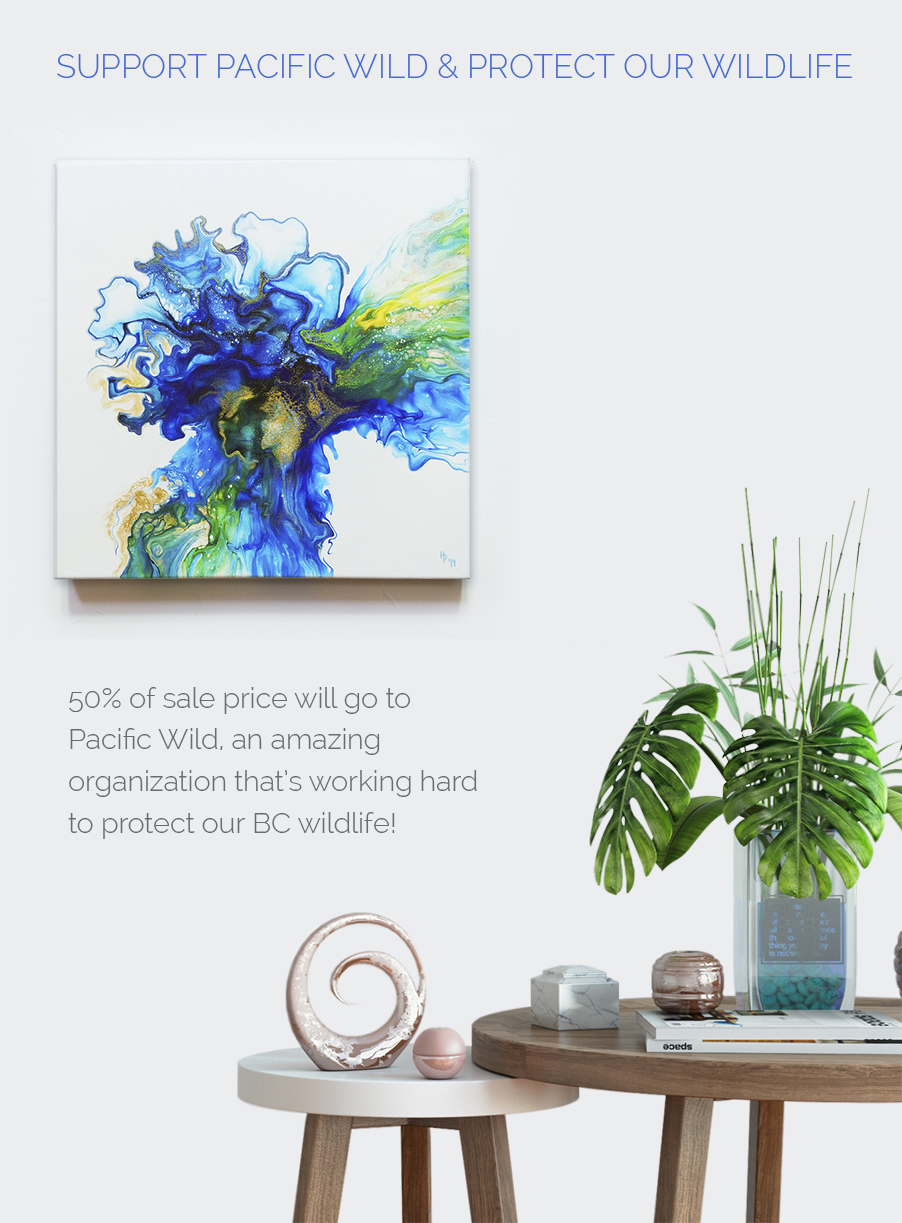 SUPPORT PACIFIC WILD & PROTECT OUR WILDLIFE
50% of sale price will go to
Pacific Wild, an amazing
organization that's working hard
to protect our BC wildlife!
space